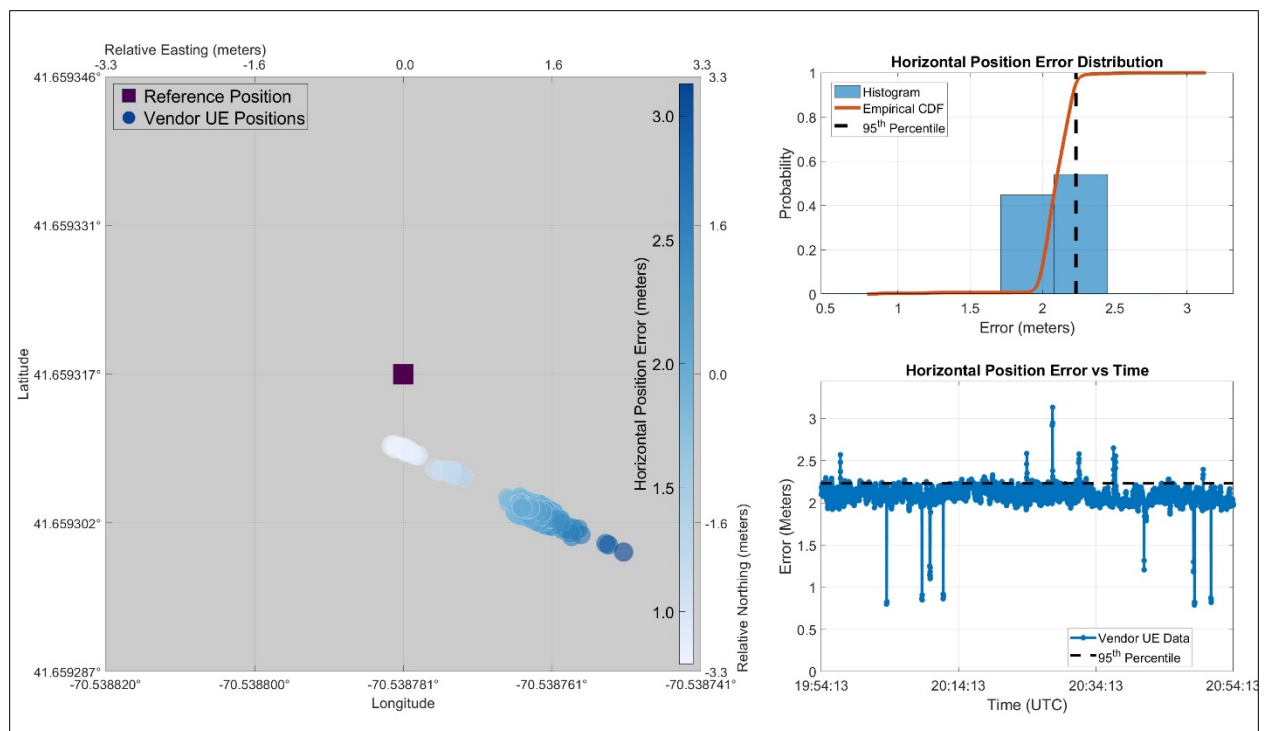 Relative Easting (meters)
-3.3 -1.6 0.0 1.6 3.3
41.659346°
41.659331°
41.659317°
41.659302°
41.659287°
Latitude
Reference Position
Vendor UE Positions
3.0
2.5
2.0
1.5
1.0
Horizontal Position Error (meters)
3.3
1.6
0.0
-1.6
-3.3
Relative Northing (meters)
-70.538820° -70.538800° -70.538781° -70.538761° -70.538741°
Longitude
Horizontal Position Error Distribution
1
0.8
0.6
0.4
0.2
0
Probability
Histogram
Empirical CDF
95th Percentile
0.5 1 1.5 2 2.5 3
Error (meters)
Horizontal Position Error vs Time
3
2.5
2
1.5
1
0.5
0
Error (Meters)
Vendor UE Data
95th Percentile
19:54:13 20:14:13 20:34:13 20:54:13
Time (UTC)